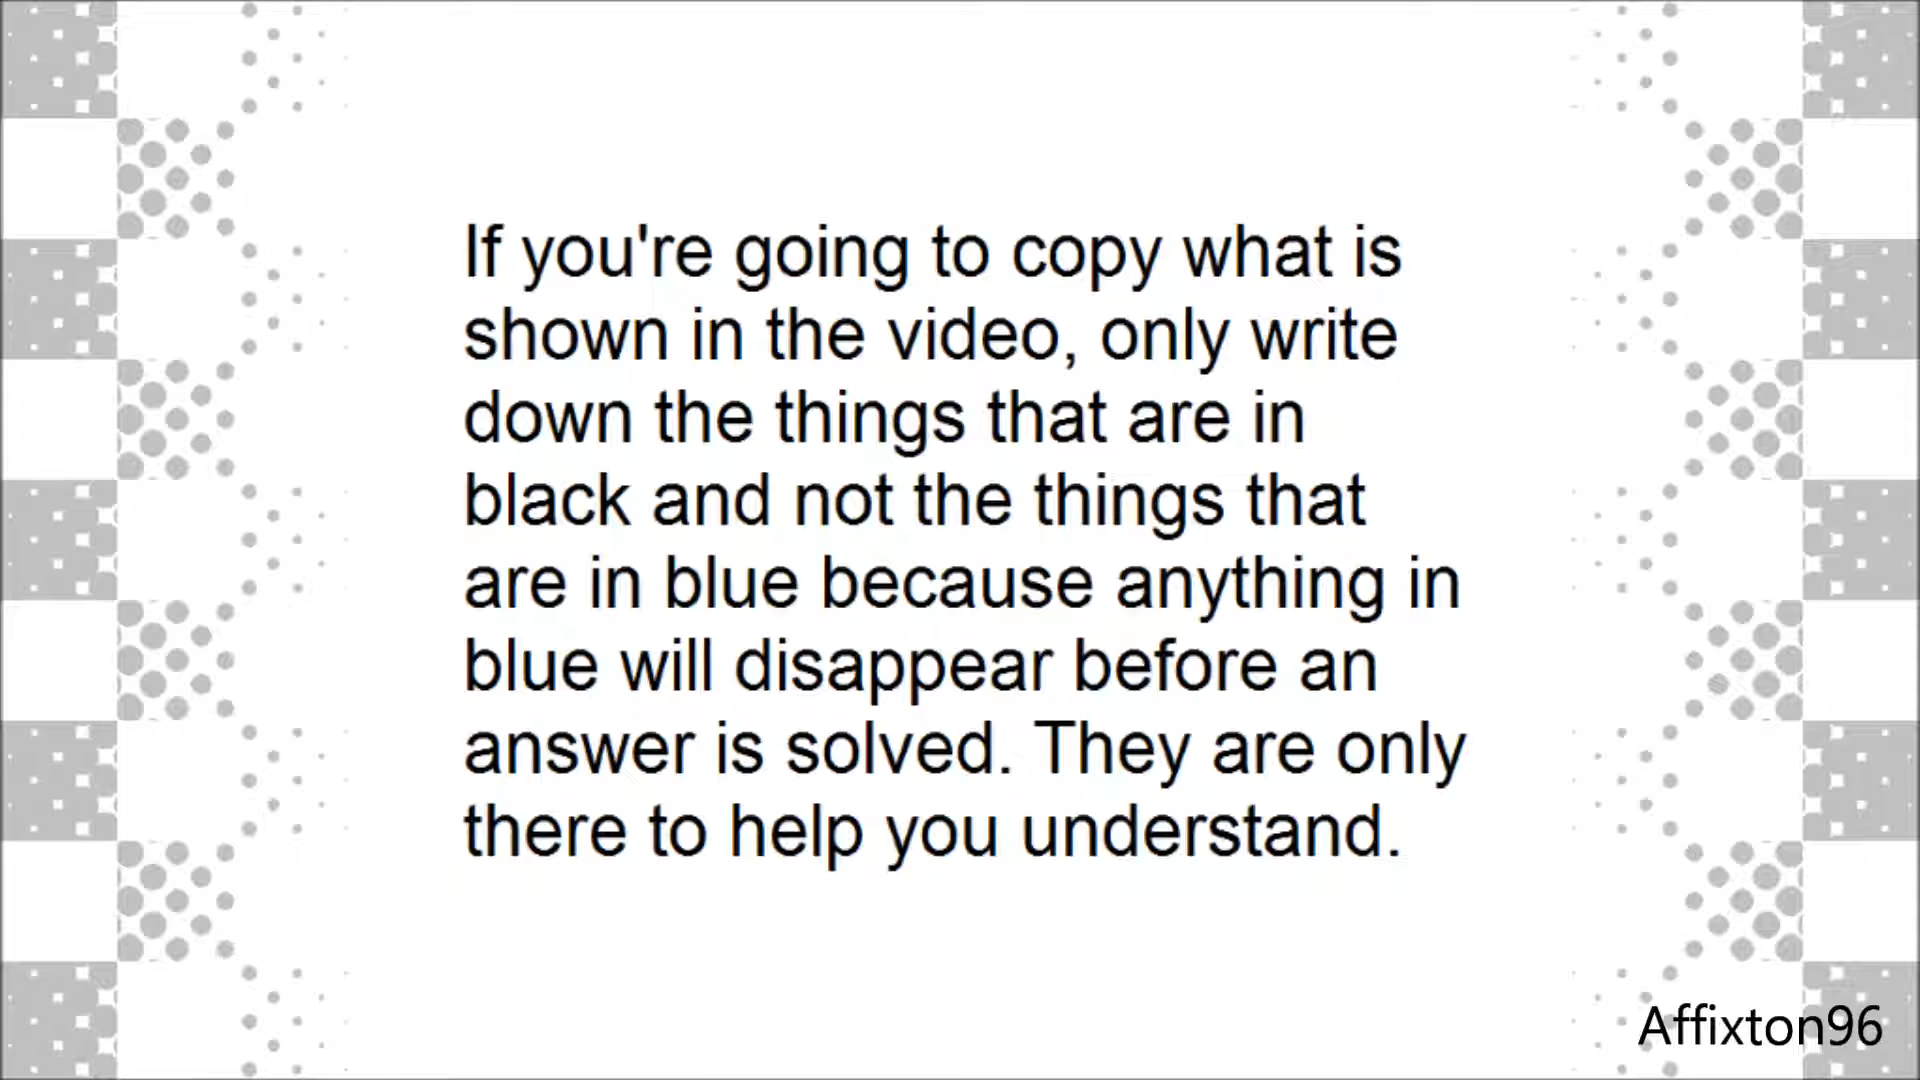 If you're going to copy what is
shown in the video, only write
down the things that are in
black and not the things that
are in blue because anything in
blue will disappear before an
answer is solved. They are only
there to help you understand.
Affixton96